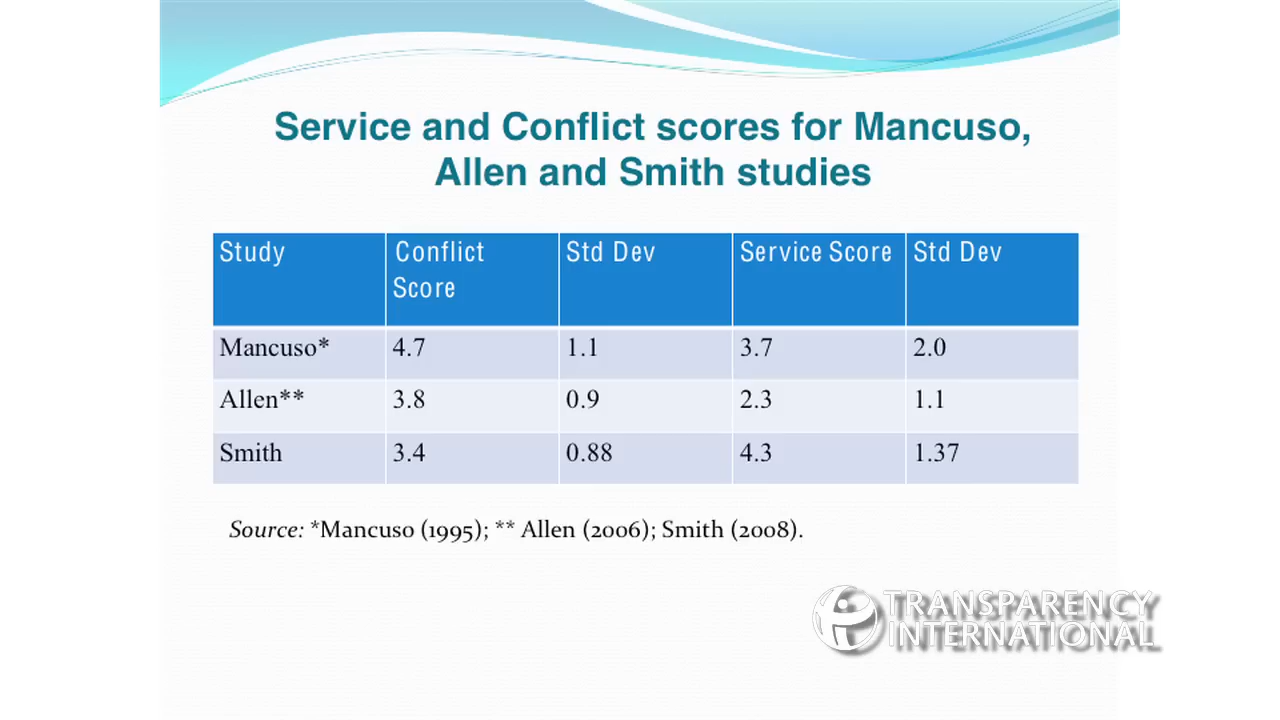 Service and Conflict scores for Mancuso,
Allen and Smith studies
Study Conflict Score Std Dev Service Score Std Dev
Mancuso* 4.7 1.1 3.7 2.0
Allen** 3.8 0.9 2.3 1.1
Smith 3.4 0.88 4.3 1.37
Source: *Mancuso (1995); ** Allen (2006); Smith (2008).
TRANSPARENCY
INTERNATIONAL